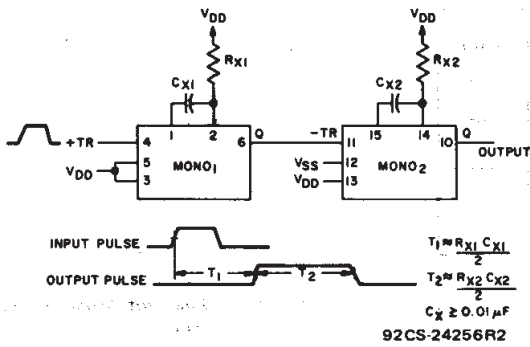 VDD VDD
RX1 RX2
CX1 CX2
1 2 15 14
+TR 4 6 Q -TR 11 10 Q OUTPUT
5 MONO1 VSS 12 MONO2
VDD 3 VDD 13
INPUT PULSE
T1 T2
OUTPUT PULSE
T1 ≈ RX1 CX1
2
T2 ≈ RX2 CX2
2
CX ≥ 0.01 μF
92CS-24256R2